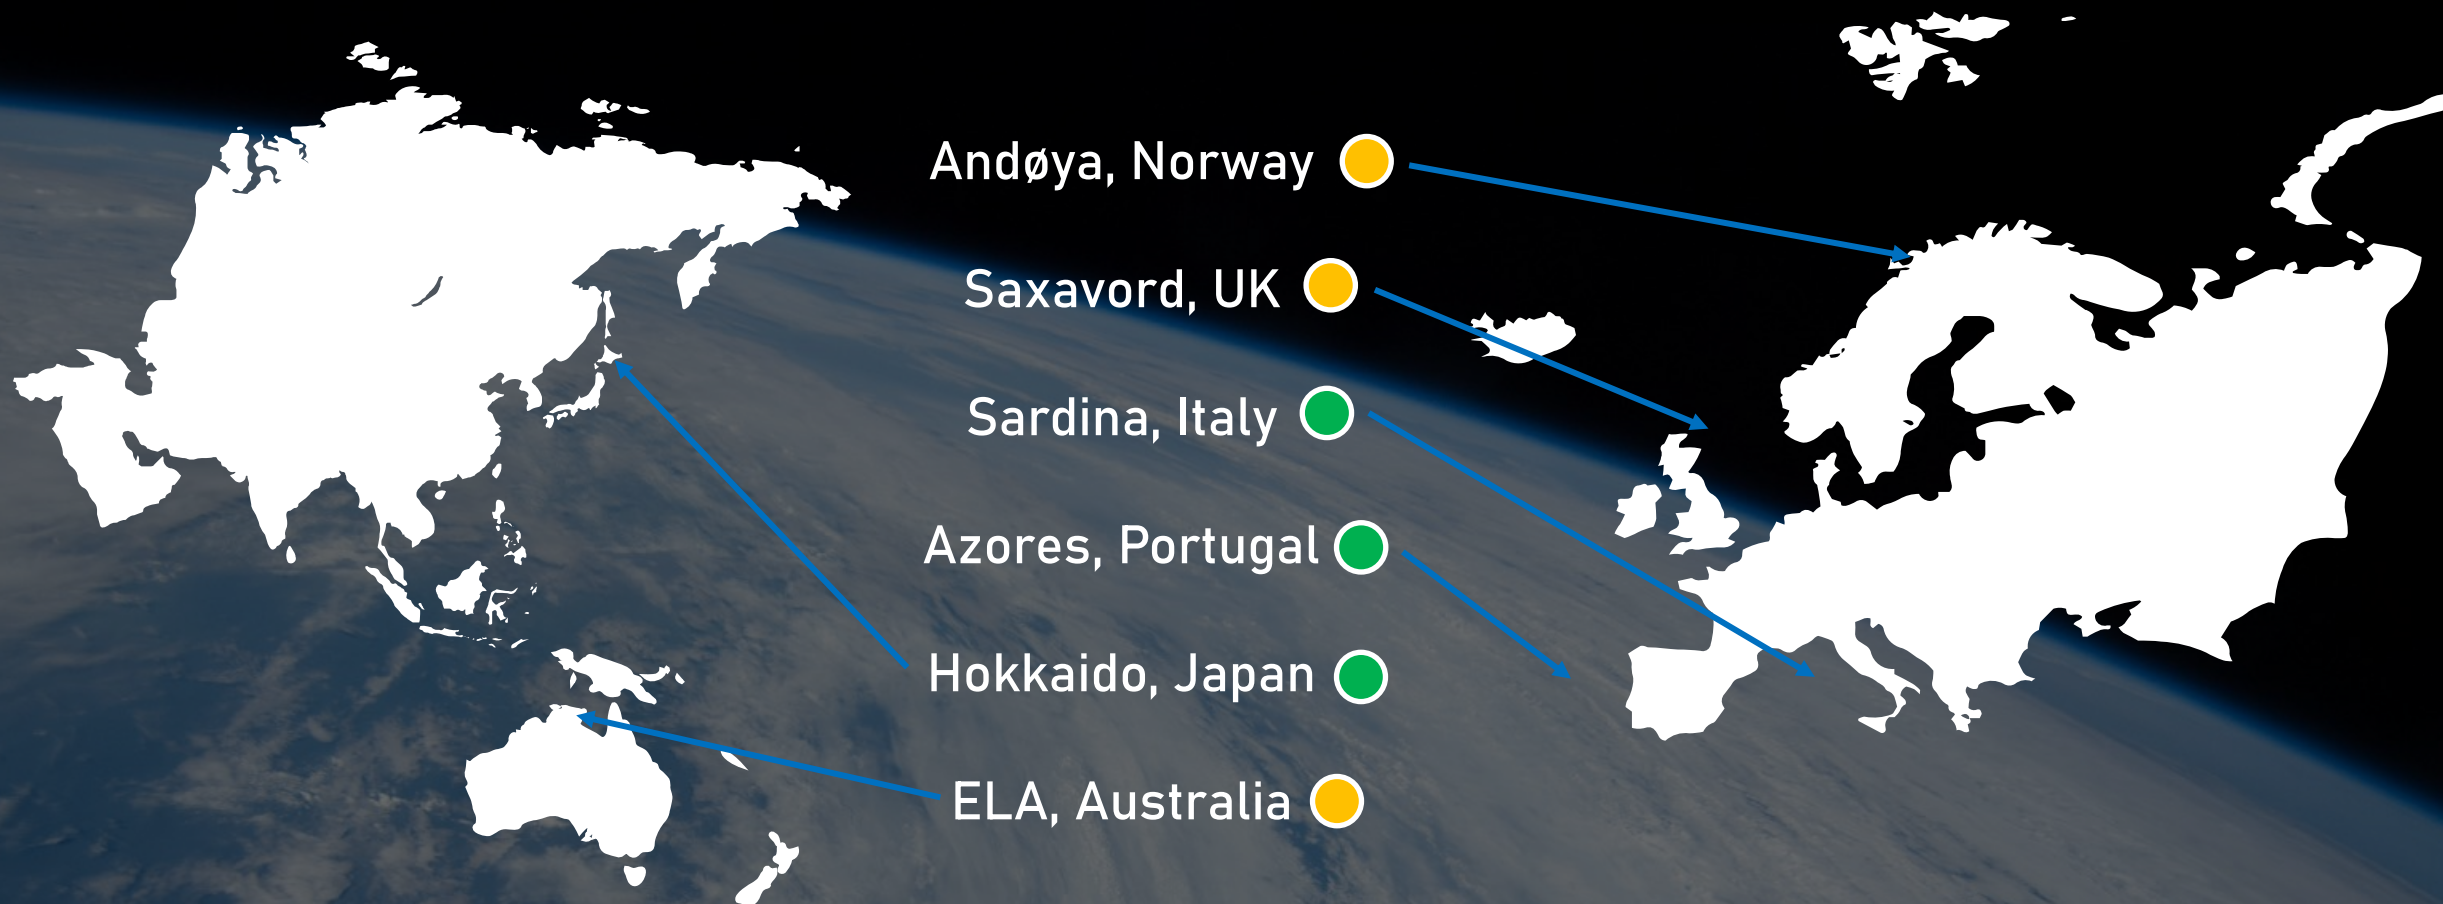 Andøya, Norway
Saxavord, UK
Sardina, Italy
Azores, Portugal
Hokkaido, Japan
ELA, Australia